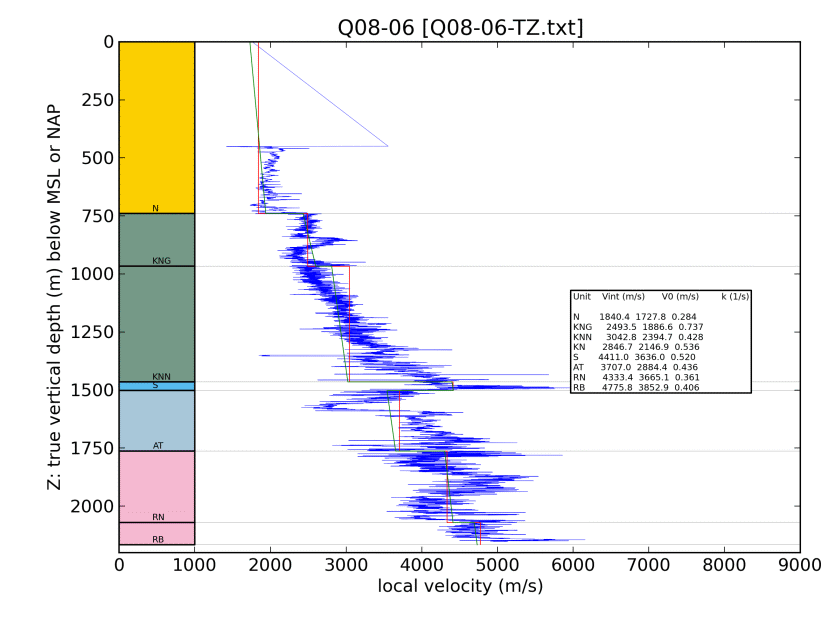 Q08-06 [Q08-06-TZ.txt]
0
250
500
750
1000
1250
1500
1750
2000
Z: true vertical depth (m) below MSL or NAP
N
KNG
KNN
S
AT
RN
RB
Unit Vint (m/s) V0 (m/s) k (1/s)
N 1840.4 1727.8 0.284
KNG 2493.5 1886.6 0.737
KNN 3042.8 2394.7 0.428
KN 2846.7 2146.9 0.536
S 4411.0 3636.0 0.520
AT 3707.0 2884.4 0.436
RN 4333.4 3665.1 0.361
RB 4775.8 3852.9 0.406
0 1000 2000 3000 4000 5000 6000 7000 8000 9000
local velocity (m/s)